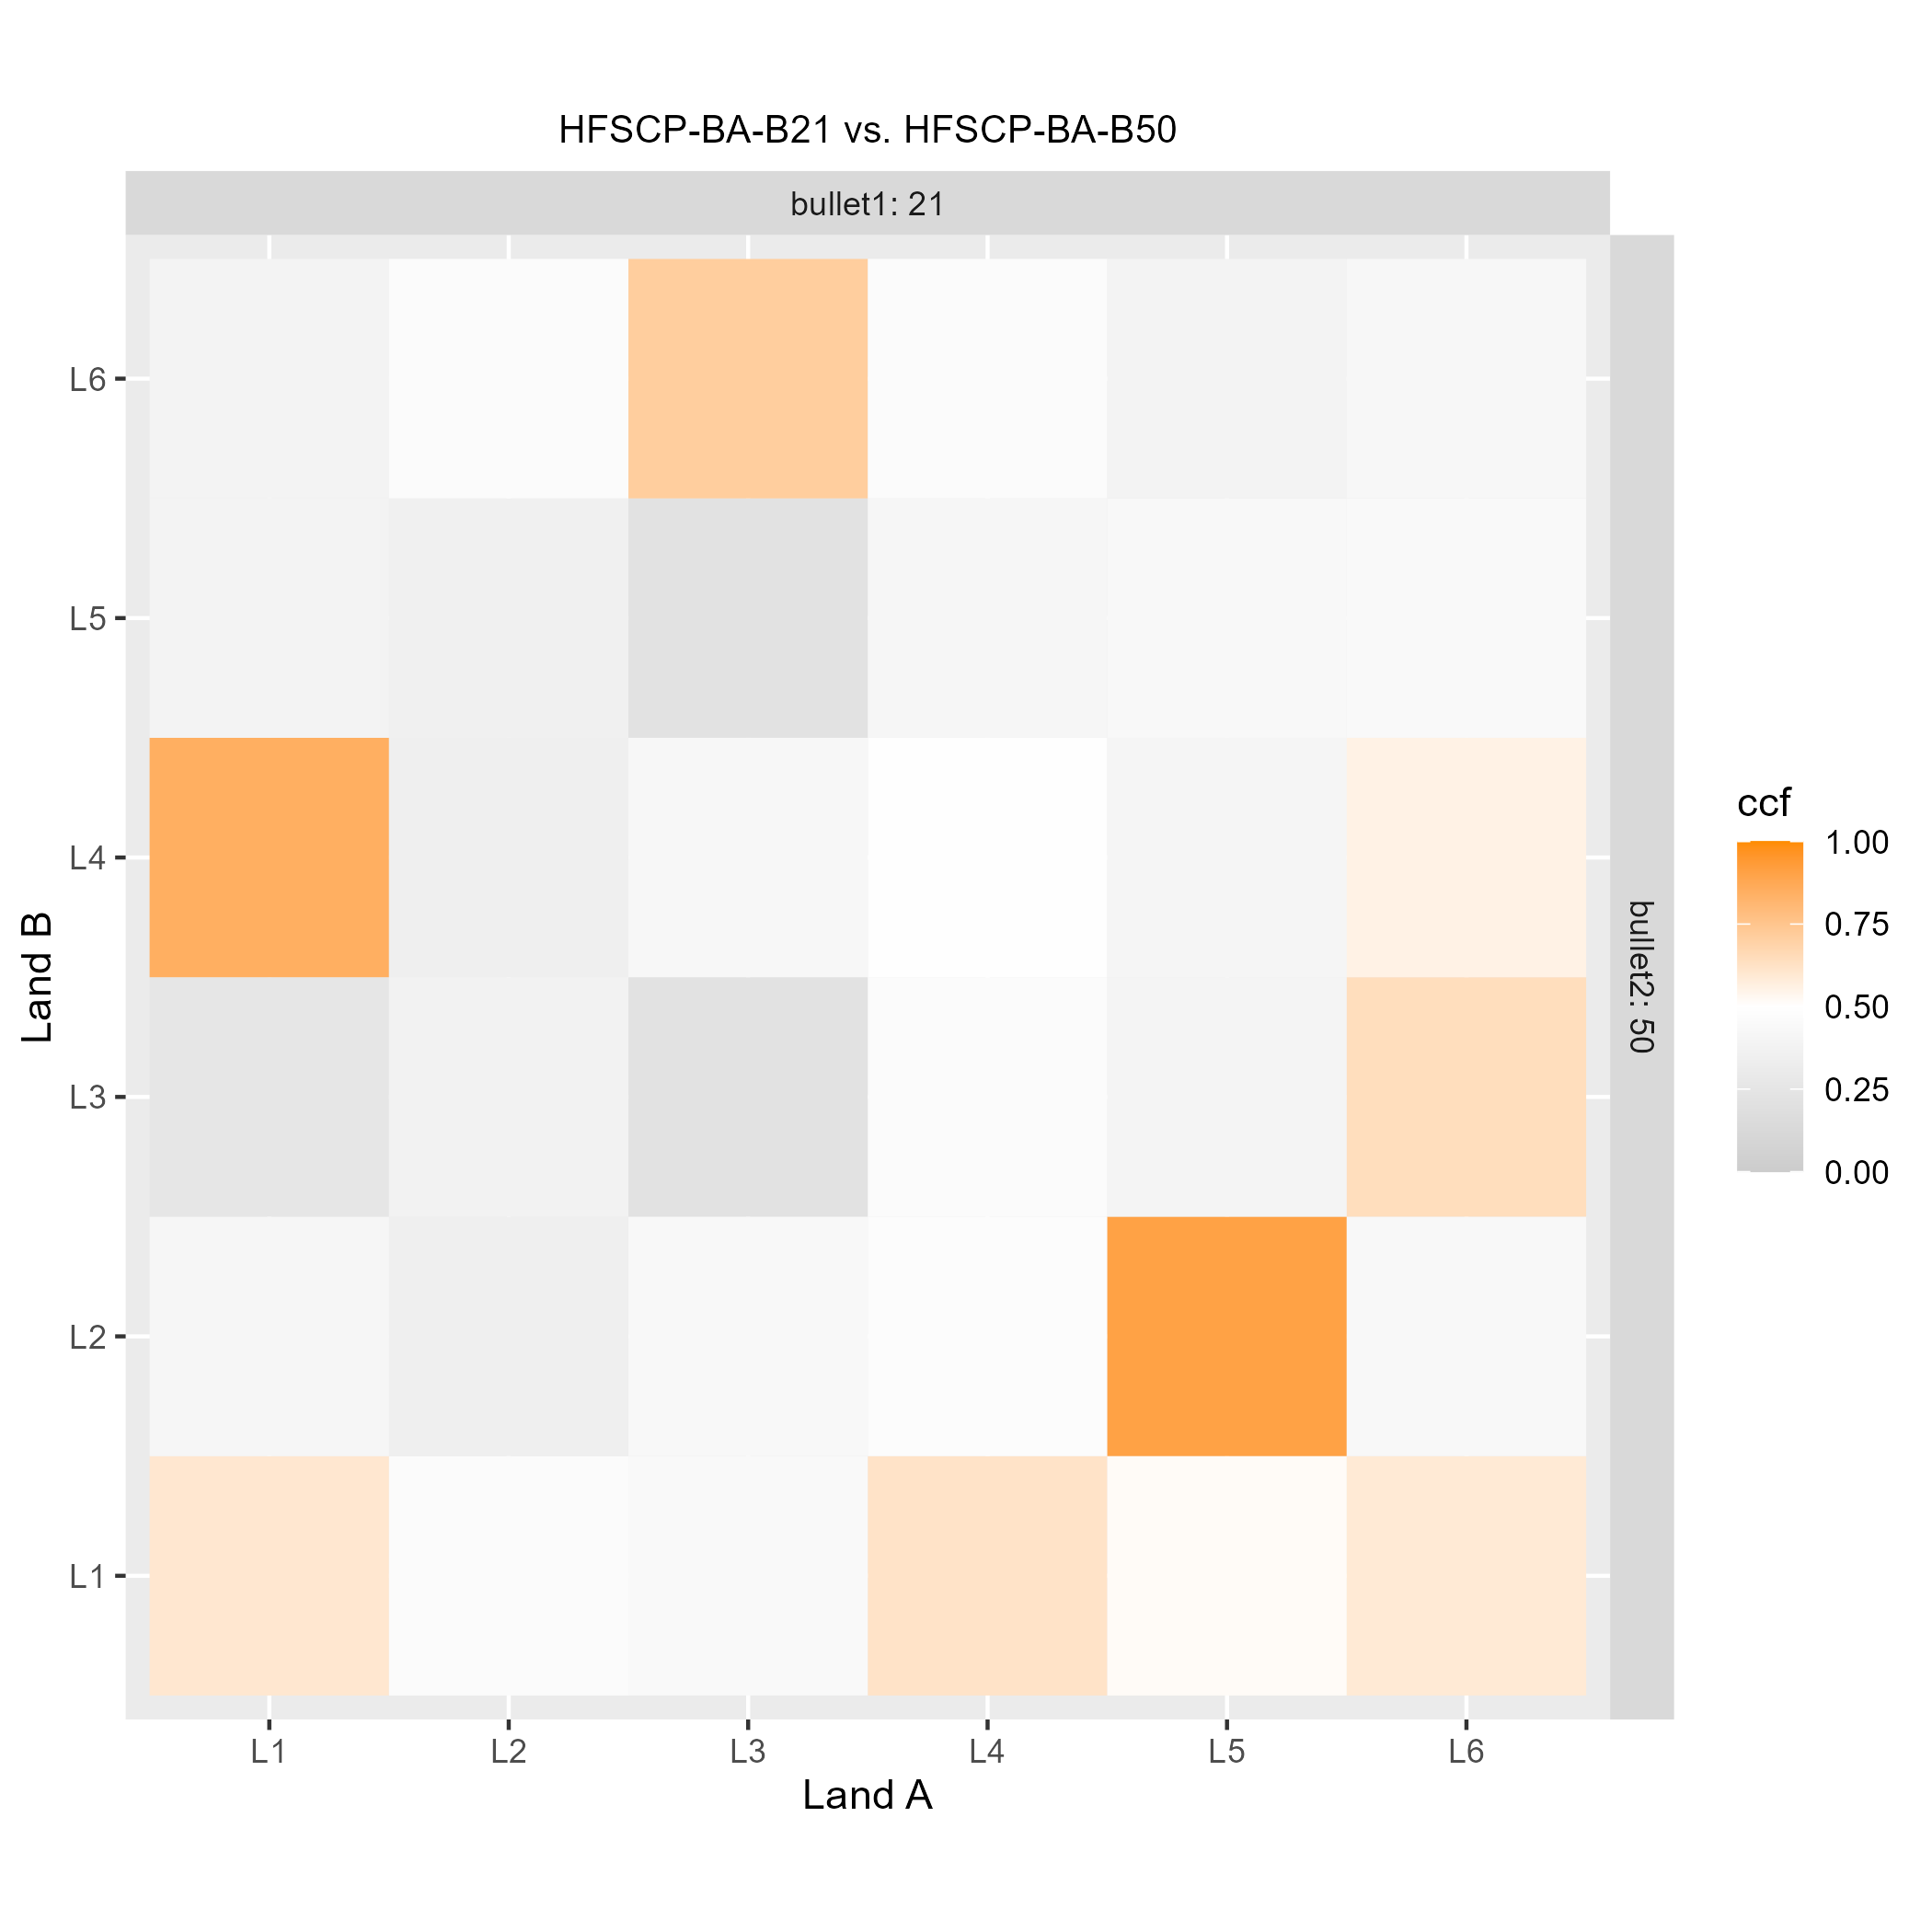 HFSCP-BA-B21 vs. HFSCP-BA-B50
bullet1: 21
L6
L5
L4
L3
L2
L1
Land B
L1 L2 L3 L4 L5 L6
Land A
bullet2: 50
ccf
1.00
0.75
0.50
0.25
0.00